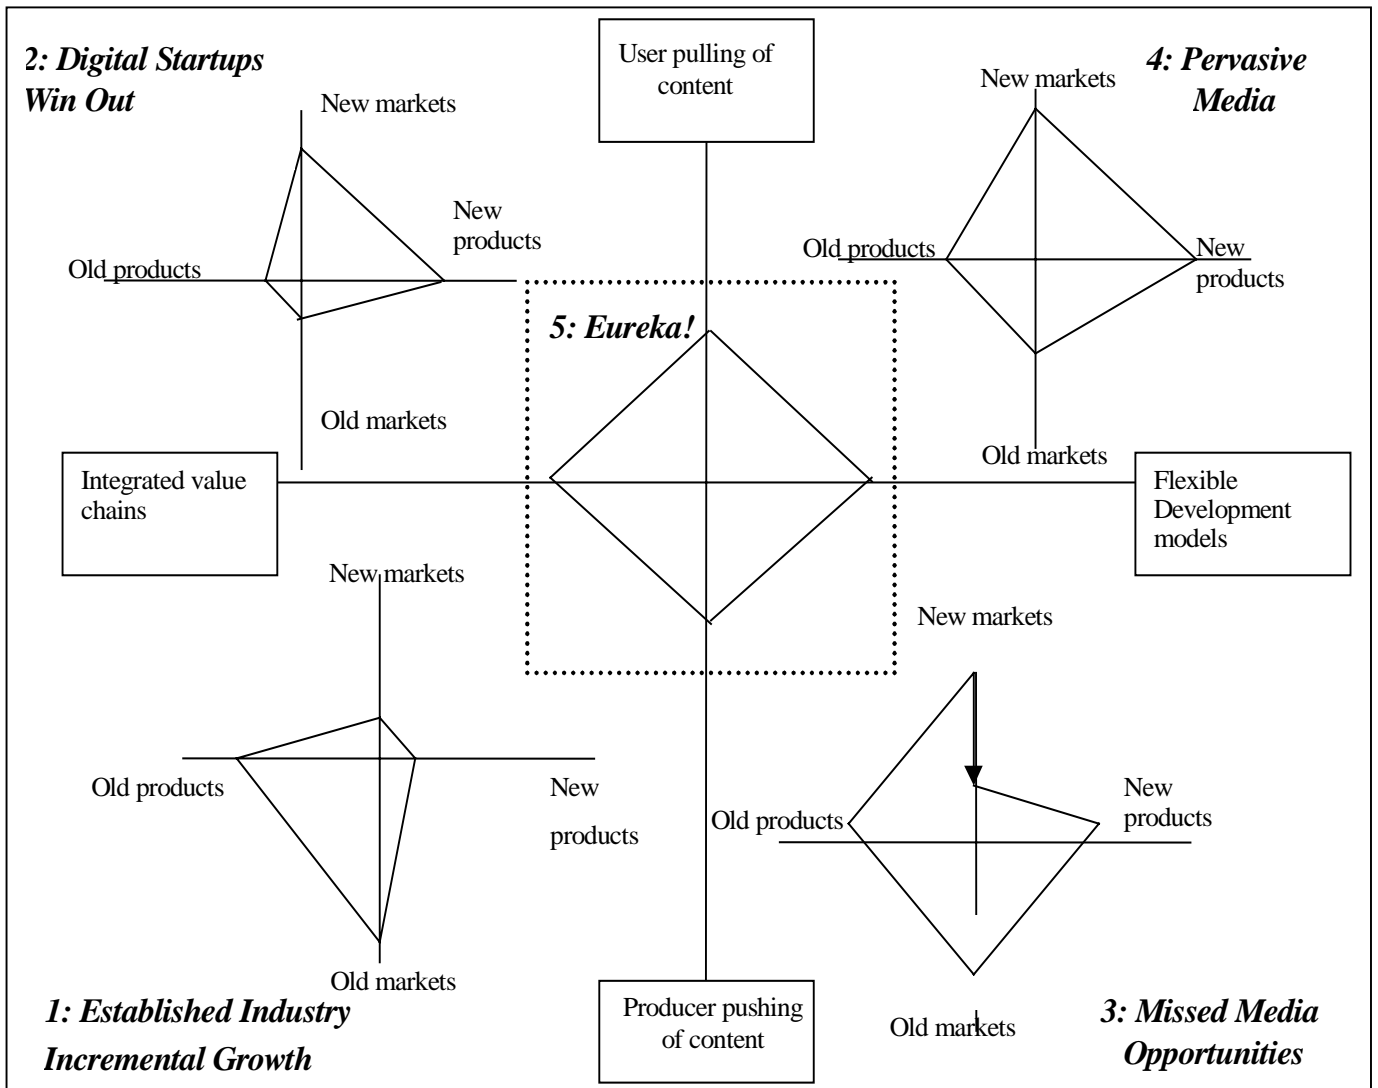 2: Digital Startups
Win Out
User pulling of
content
4: Pervasive
Media
New markets
New markets
New
products
Old products
Old products
New
products
5: Eureka!
Old markets
Old markets
Integrated value
chains
Flexible
Development
models
New markets
New markets
Old products
New
products
Old products
New
products
Old markets
1: Established Industry
Incremental Growth
Producer pushing
of content
Old markets
3: Missed Media
Opportunities